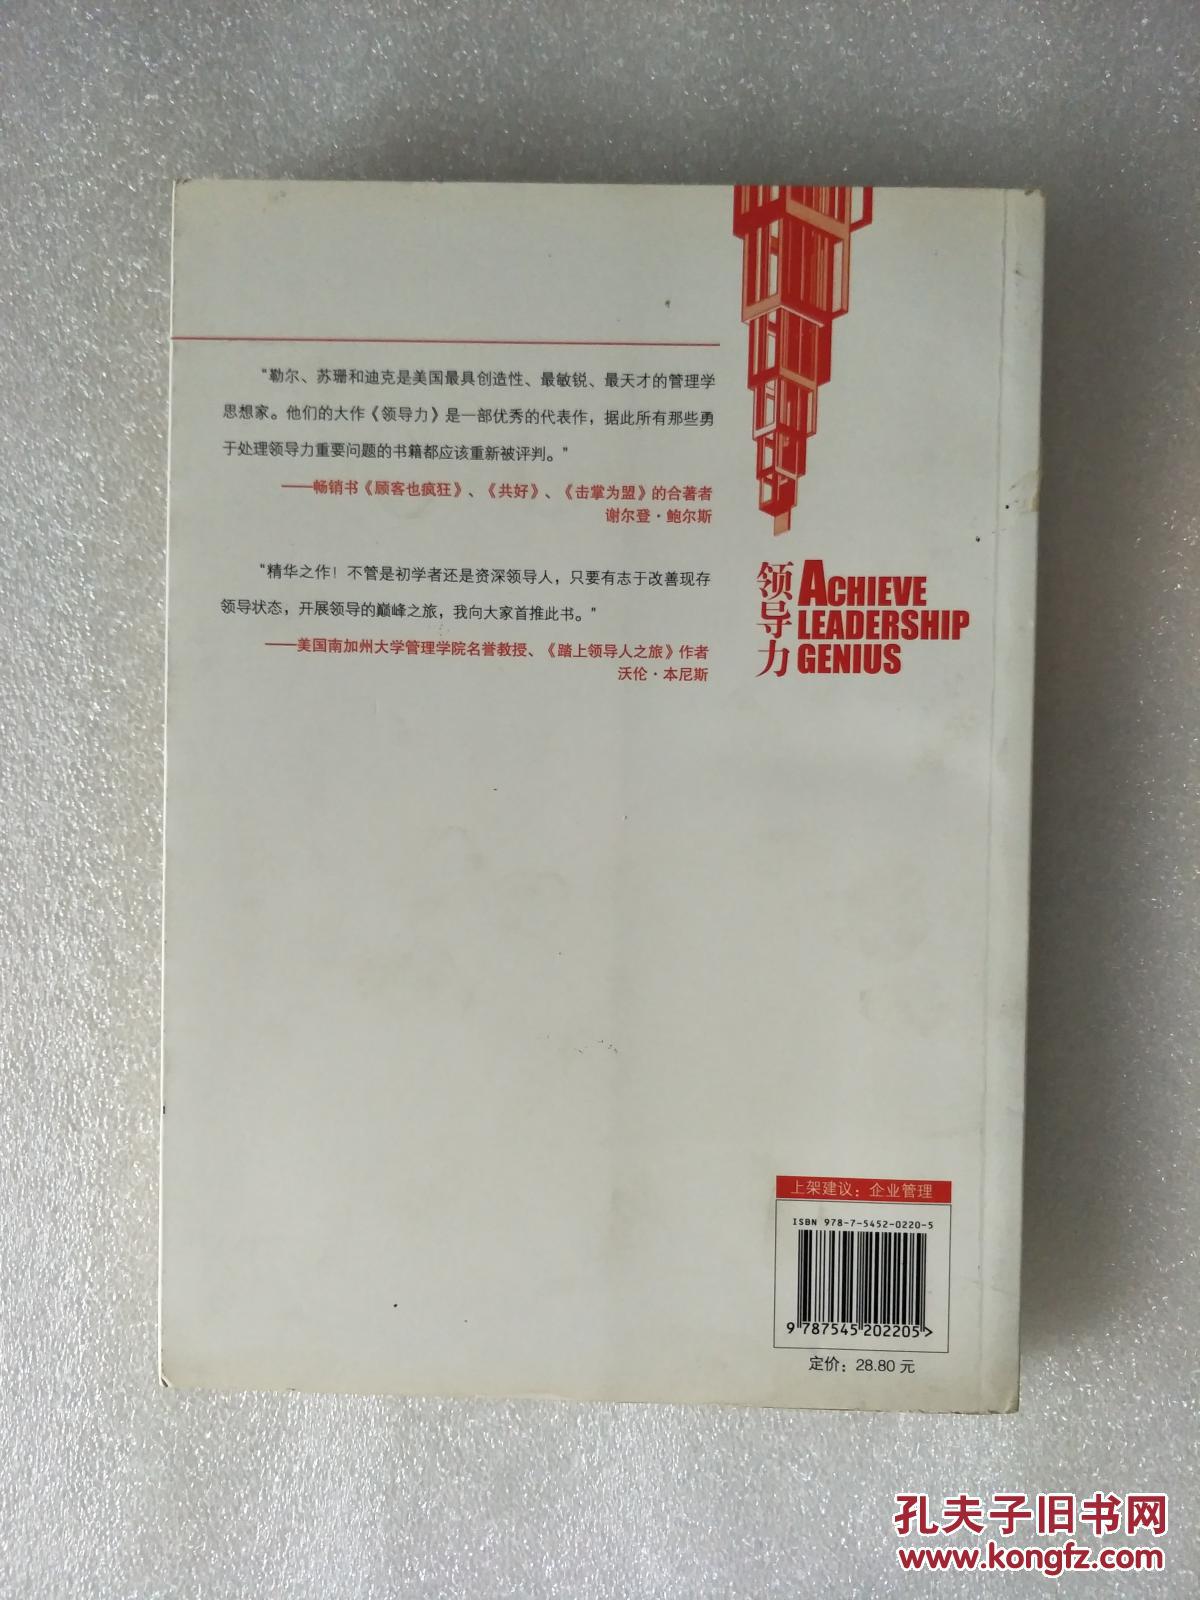 “勒尔、苏珊和迪克是美国最具创造性、最敏锐、最天才的管理学
思想家。他们的大作《领导力》是一部优秀的代表作，据此所有那些勇
于处理领导力重要问题的书籍都应该重新被评判。”
——畅销书《顾客也疯狂》、《共好》、《击掌为盟》的合著者
谢尔登·鲍尔斯
“精华之作！不管是初学者还是资深领导人，只要有志于改善现存
领导状态，开展领导的巅峰之旅，我向大家首推此书。”
——美国南加州大学管理学院名誉教授、《踏上领导人之旅》作者
沃伦·本尼斯
领导力
ACHIEVE
LEADERSHIP
GENIUS
上架建议：企业管理
ISBN 978-7-5452-0220-5
9 787545 202205>
定价：28.80 元
孔夫子旧书网
www.kongfz.com